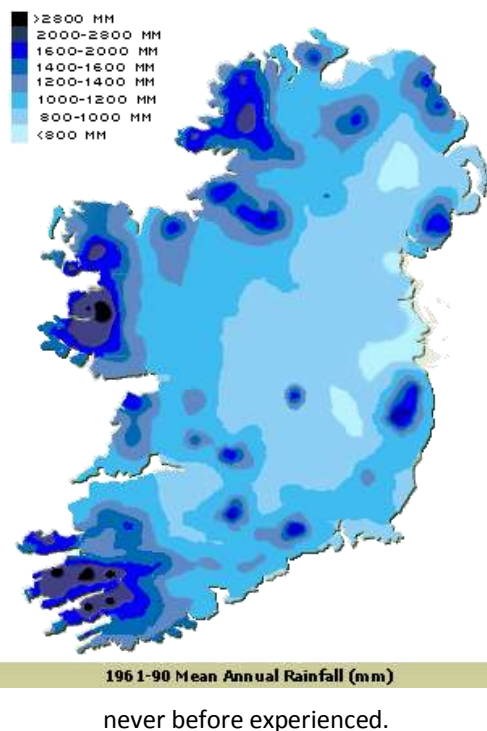 >2800 MM
2000-2800 MM
1600-2000 MM
1400-1600 MM
1200-1400 MM
1000-1200 MM
800-1000 MM
<800 MM
1961-90 Mean Annual Rainfall (mm)
never before experienced.